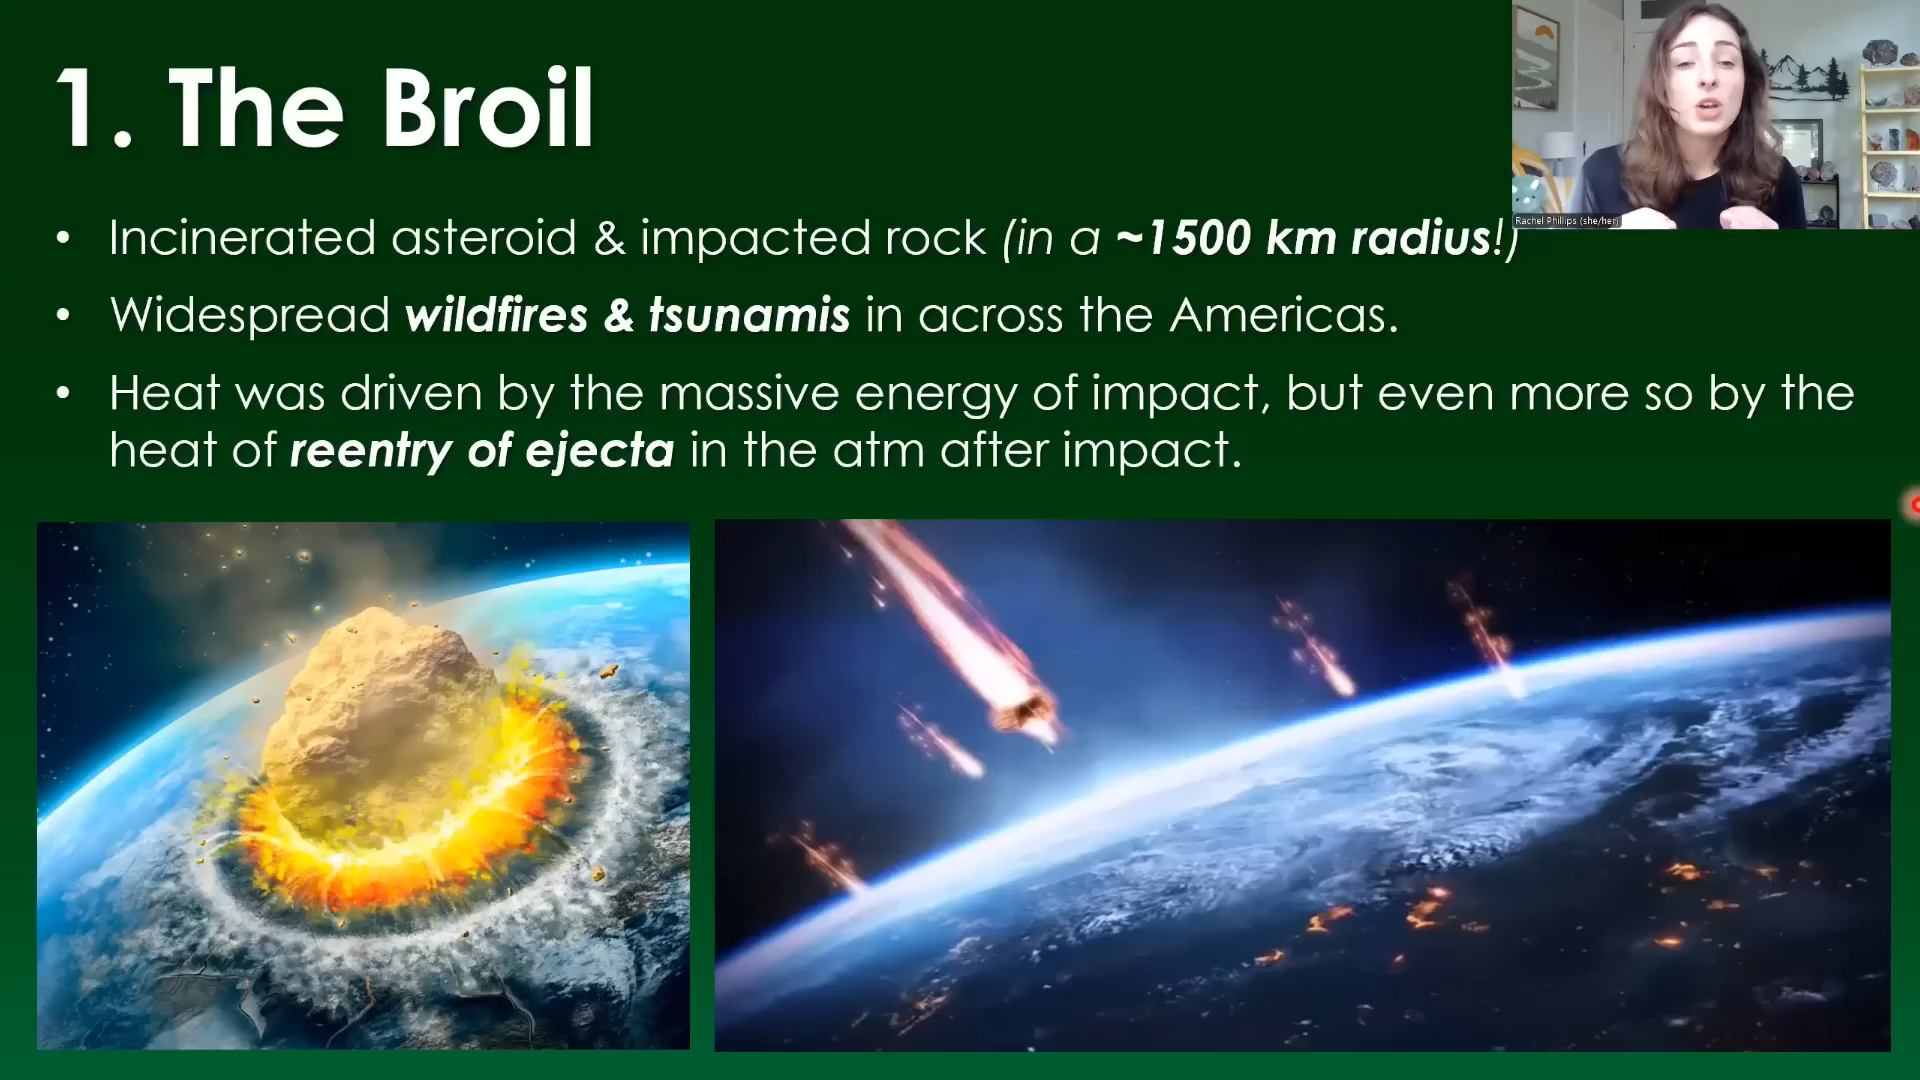 1. The Broil
• Incinerated asteroid & impacted rock (in a ~1500 km radius!)
• Widespread wildfires & tsunamis in across the Americas.
• Heat was driven by the massive energy of impact, but even more so by the
heat of reentry of ejecta in the atm after impact.
Rachel Phillips (she/her)